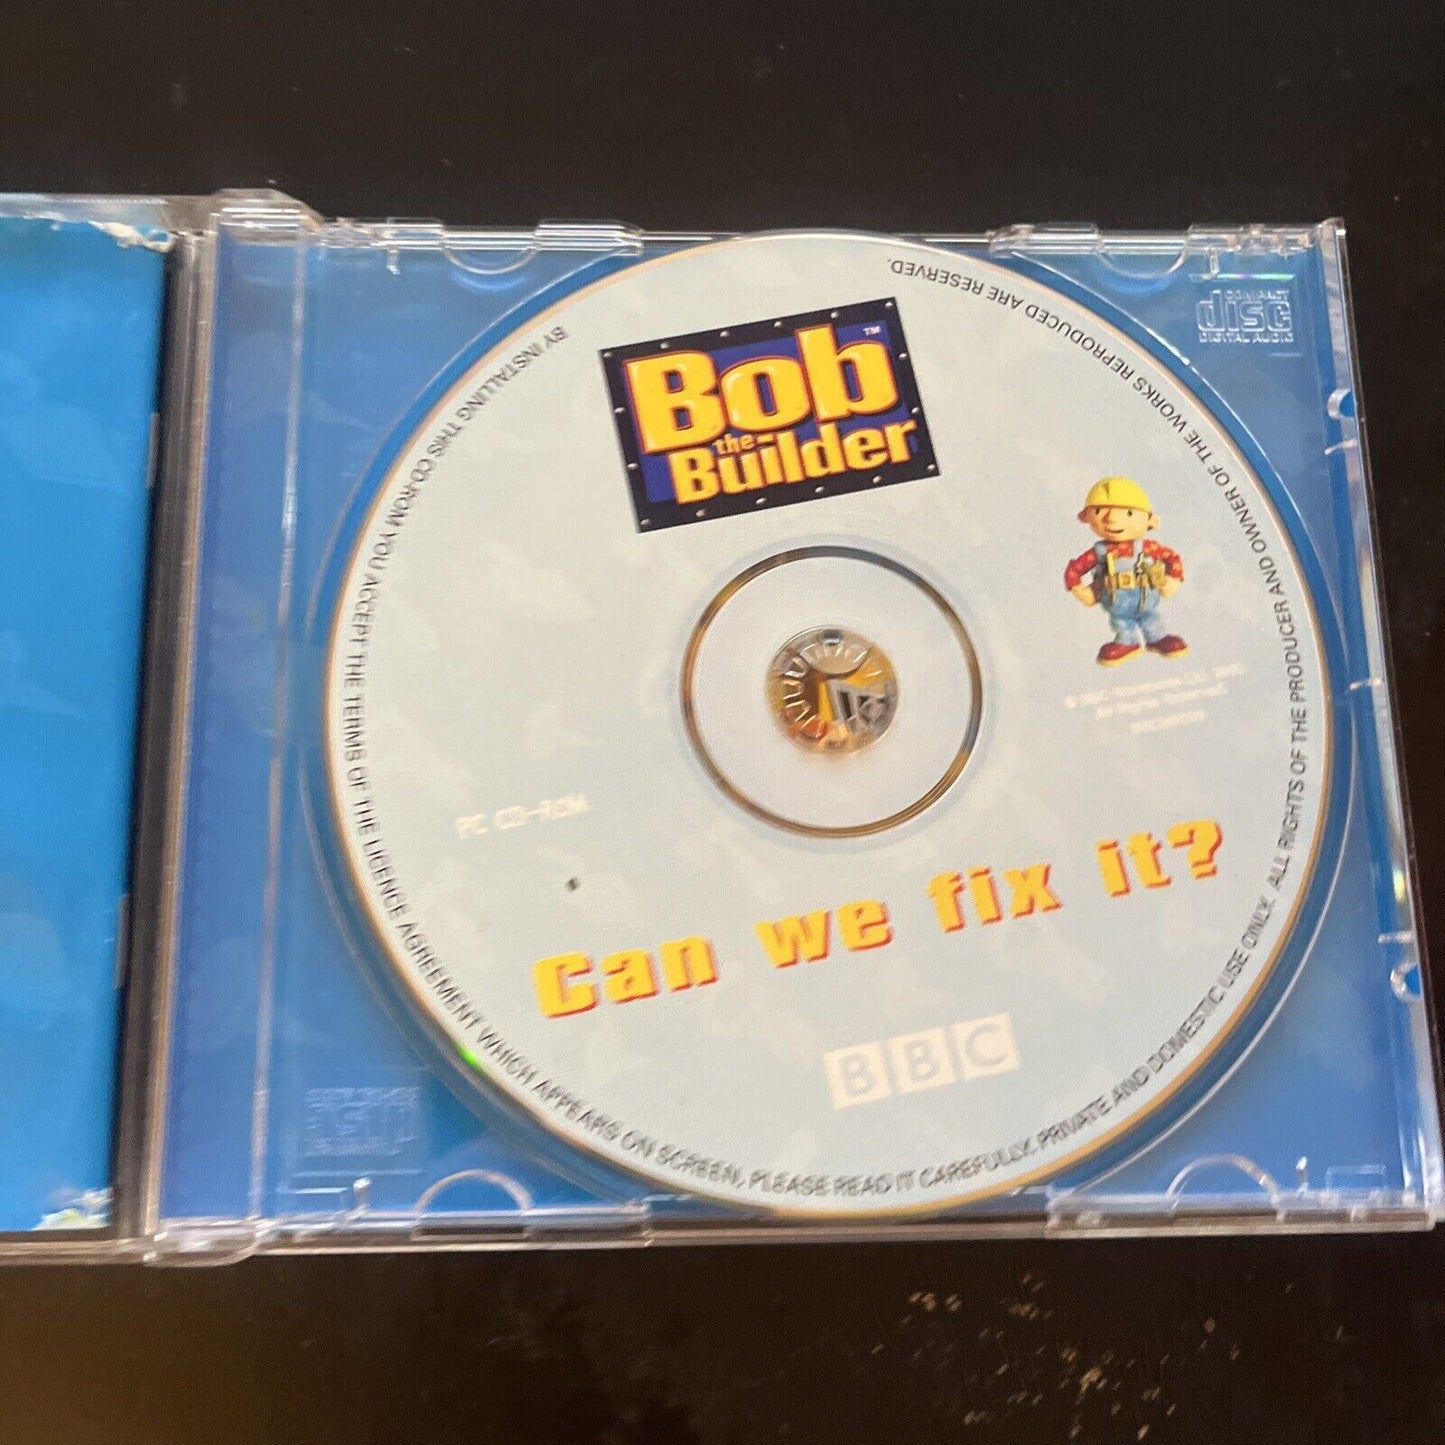 Bob
the
Builder
TM
PC CD-ROM
Can we fix it?
BBC
All Rights Reserved
BY INSTALLING THIS CD-ROM YOU ACCEPT THE TERMS OF THE LICENCE AGREEMENT WHICH APPEARS ON SCREEN, PLEASE READ IT CAREFULLY. PRIVATE AND DOMESTIC USE ONLY. ALL RIGHTS OF THE PRODUCER AND OWNER OF THE WORKS REPRODUCED ARE RESERVED.
COMPACT
disc
DIGITAL AUDIO